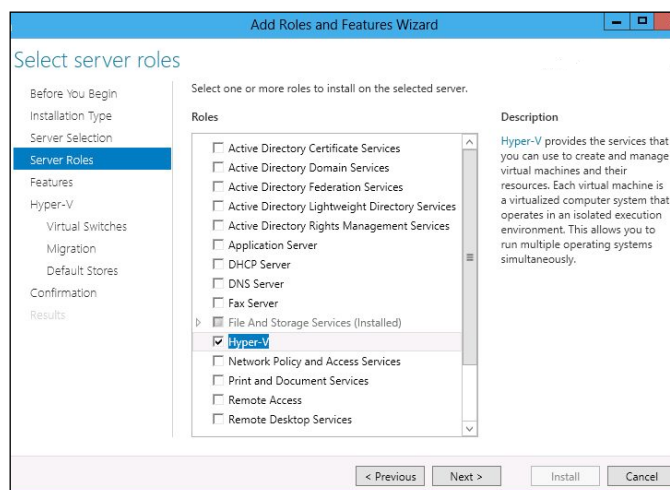 Add Roles and Features Wizard
Select server roles
Before You Begin
Installation Type
Server Selection
Server Roles
Features
Hyper-V
Virtual Switches
Migration
Default Stores
Confirmation
Results
Select one or more roles to install on the selected server.
Roles
Active Directory Certificate Services
Active Directory Domain Services
Active Directory Federation Services
Active Directory Lightweight Directory Services
Active Directory Rights Management Services
Application Server
DHCP Server
DNS Server
Fax Server
File And Storage Services (Installed)
Hyper-V
Network Policy and Access Services
Print and Document Services
Remote Access
Remote Desktop Services
Description
Hyper-V provides the services that
you can use to create and manage
virtual machines and their
resources. Each virtual machine is
a virtualized computer system that
operates in an isolated execution
environment. This allows you to
run multiple operating systems
simultaneously.
< Previous
Next >
Install
Cancel